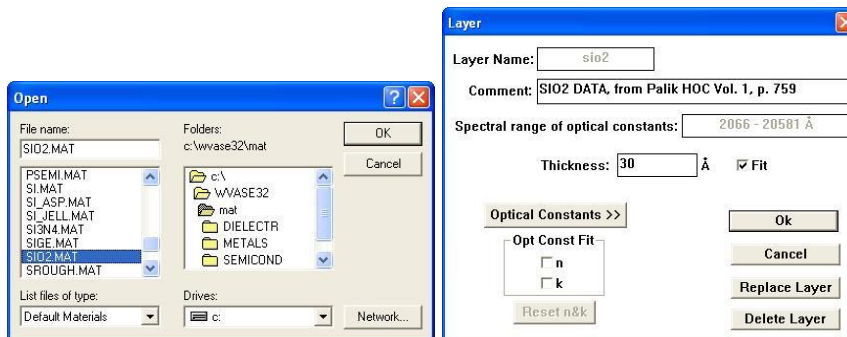 Open
File name:
SIO2.MAT
PSEMI.MAT
SI.MAT
SI_ASP.MAT
SI_JELL.MAT
SI3N4.MAT
SIGE.MAT
SIO2.MAT
SROUGH.MAT
List files of type:
Default Materials
Folders:
c:\wvase32\mat
c:\
WVASE32
mat
DIELECTR
METALS
SEMICOND
Drives:
c:
OK
Cancel
Network...
Layer
Layer Name: sio2
Comment: SIO2 DATA, from Palik HOC Vol. 1, p. 759
Spectral range of optical constants: 2066 - 20581 Å
Thickness: 30 Å Fit
Optical Constants >>
Opt Const Fit
n
k
Reset n&k
Ok
Cancel
Replace Layer
Delete Layer